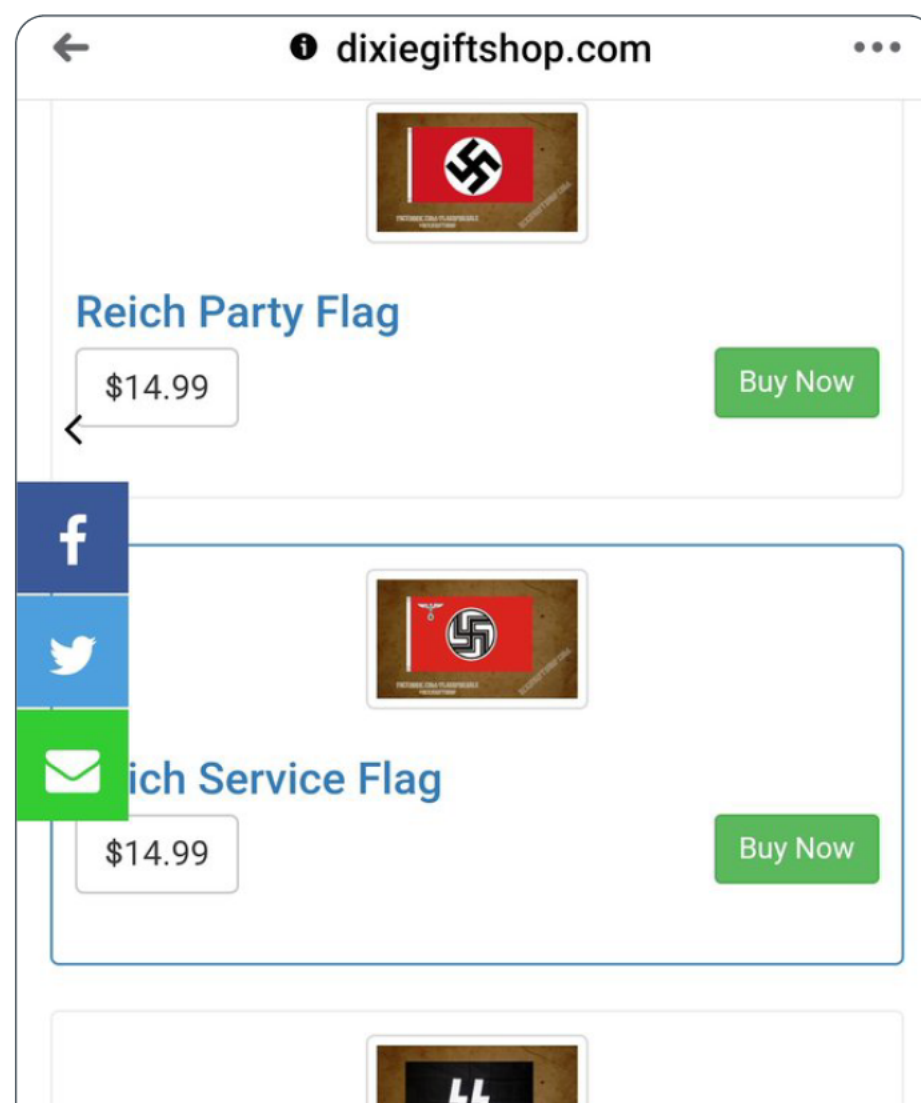 dixiegiftshop.com
Reich Party Flag
$14.99
Buy Now
ich Service Flag
$14.99
Buy Now